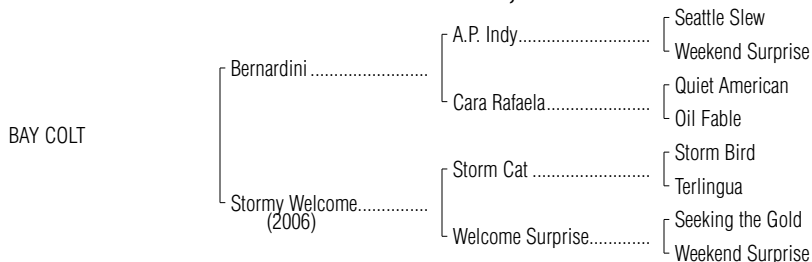 Seattle Slew
A.P. Indy..............................
Weekend Surprise
Bernardini ...........................
Quiet American
Cara Rafaela........................
Oil Fable
BAY COLT
Storm Bird
Storm Cat ...........................
Terlingua
Stormy Welcome................
(2006)
Seeking the Gold
Welcome Surprise..............
Weekend Surprise